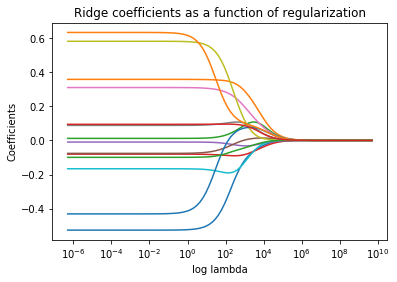 Ridge coefficients as a function of regularization
Coefficients
0.6
0.4
0.2
0.0
−0.2
−0.4
10⁻⁶ 10⁻⁴ 10⁻² 10⁰ 10² 10⁴ 10⁶ 10⁸ 10¹⁰
log lambda